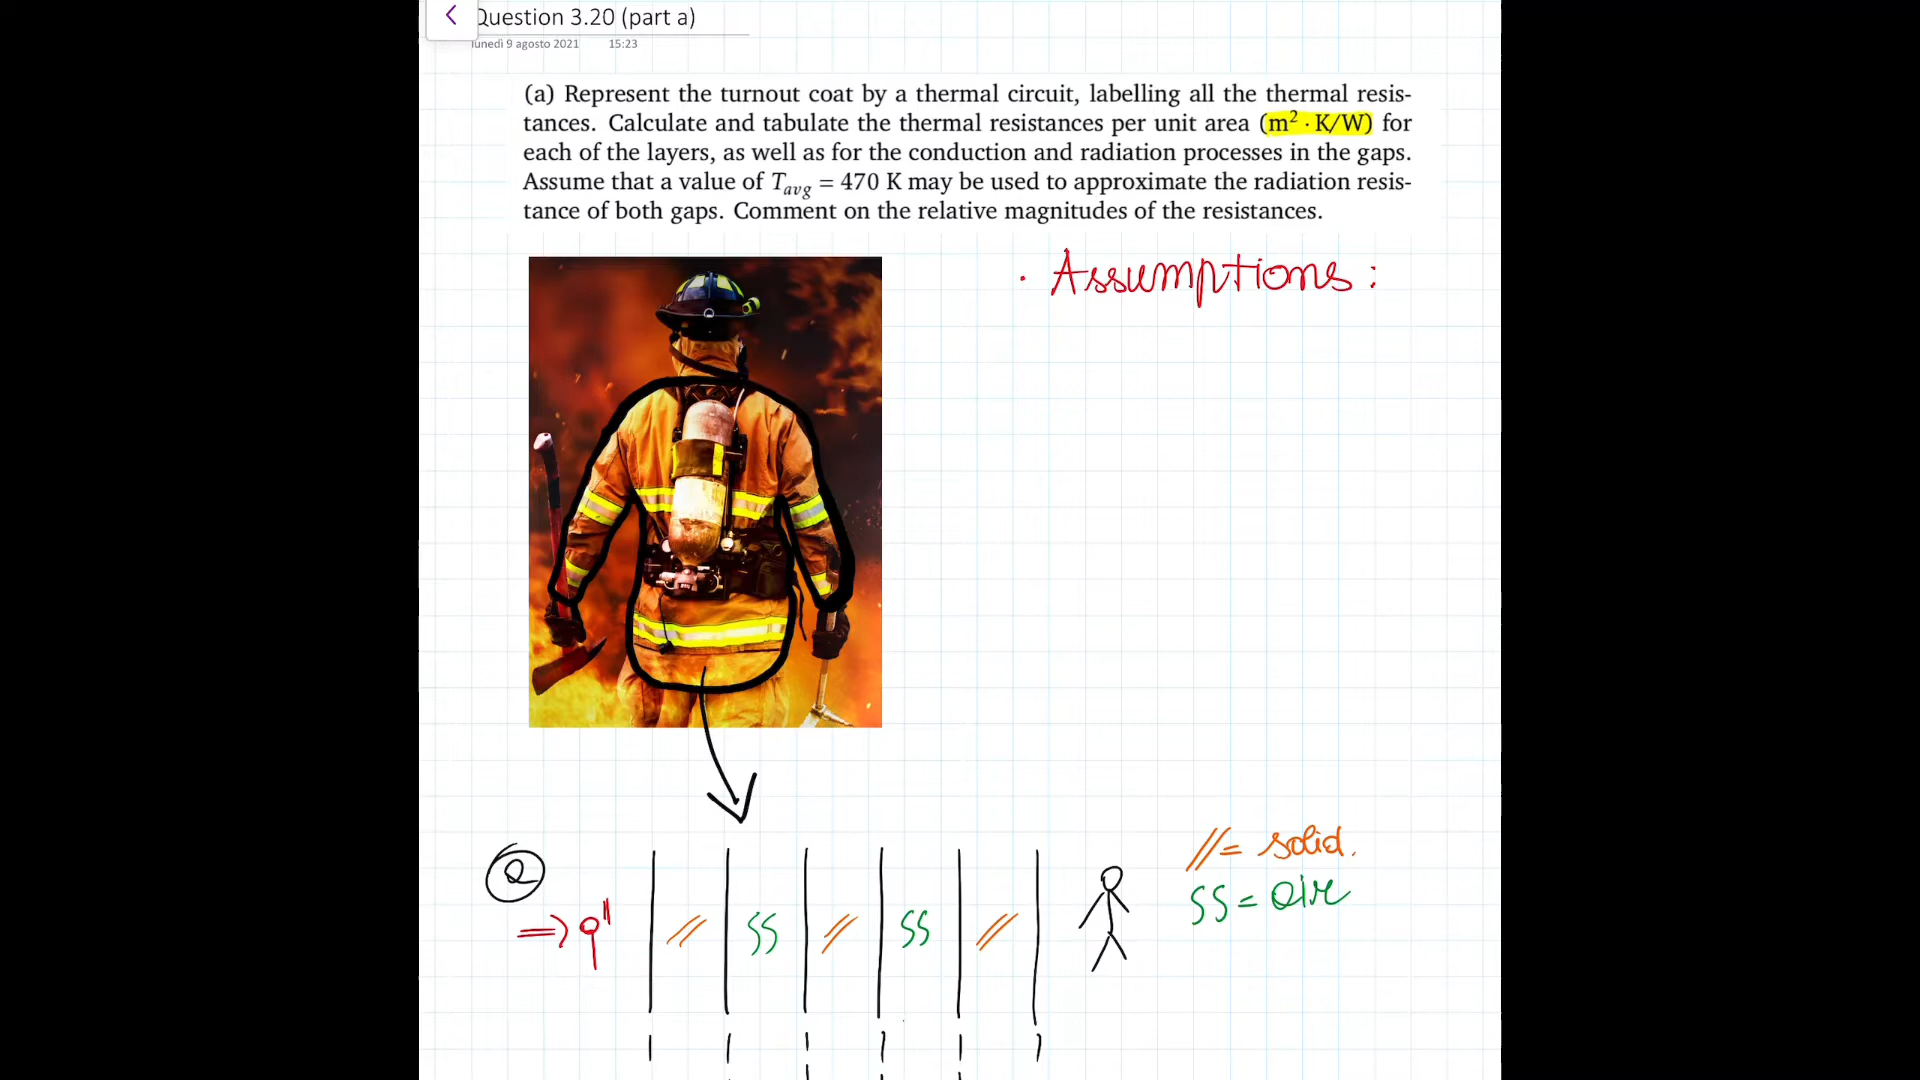 Question 3.20 (part a)
lunedì 9 agosto 2021 15:23
(a) Represent the turnout coat by a thermal circuit, labelling all the thermal resis-
tances. Calculate and tabulate the thermal resistances per unit area (m² · K/W) for
each of the layers, as well as for the conduction and radiation processes in the gaps.
Assume that a value of Tavg = 470 K may be used to approximate the radiation resis-
tance of both gaps. Comment on the relative magnitudes of the resistances.
· Assumptions :
// = solid.
SS = air
a
⇒ q"
// SS // SS //